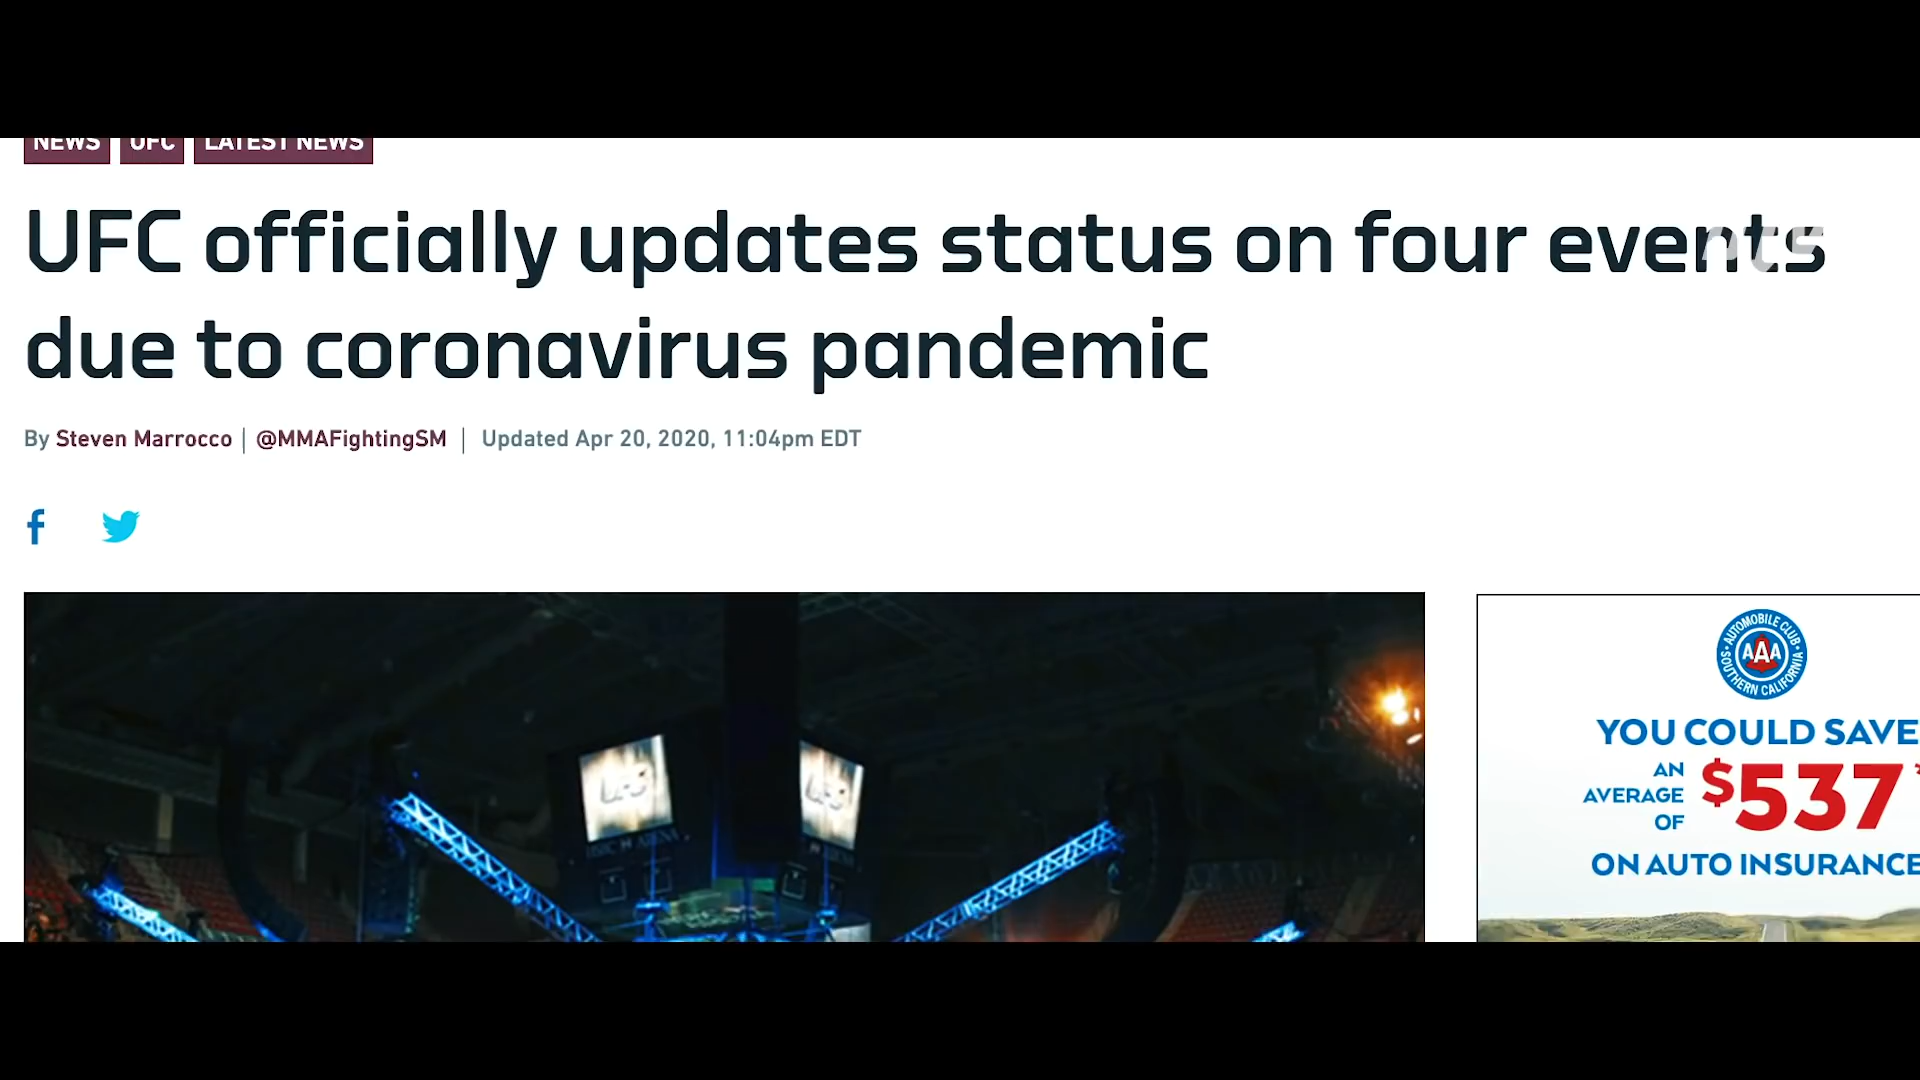 NEWS UFC LATEST NEWS
UFC officially updates status on four events
due to coronavirus pandemic
By Steven Marrocco | @MMAFightingSM | Updated Apr 20, 2020, 11:04pm EDT
UFC UFC
AUTOMOBILE CLUB
AAA
SOUTHERN CALIFORNIA
YOU COULD SAVE
AN
AVERAGE
OF
$537*
ON AUTO INSURANCE